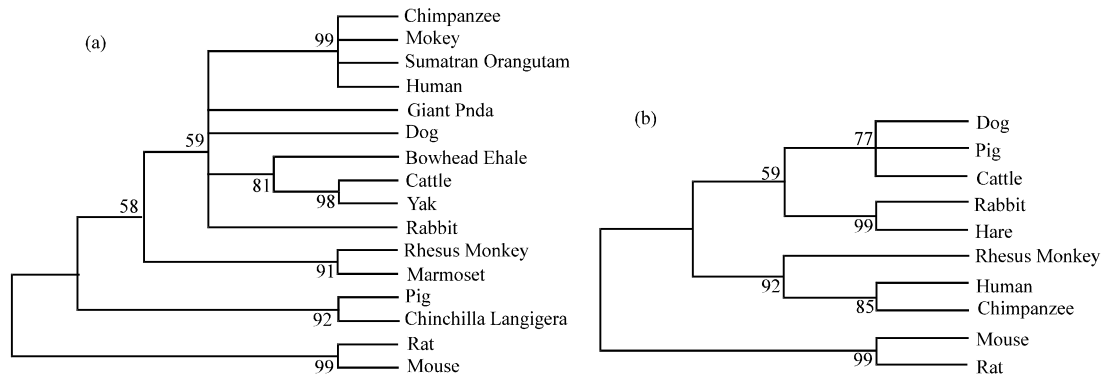 (a)
99
Chimpanzee
Mokey
Sumatran Orangutam
Human
Giant Pnda
59
Dog
Bowhead Ehale
81
Cattle
98
Yak
58
Rabbit
Rhesus Monkey
91
Marmoset
Pig
92
Chinchilla Langigera
Rat
99
Mouse
(b)
Dog
77
Pig
59
Cattle
Rabbit
99
Hare
Rhesus Monkey
92
Human
85
Chimpanzee
Mouse
99
Rat